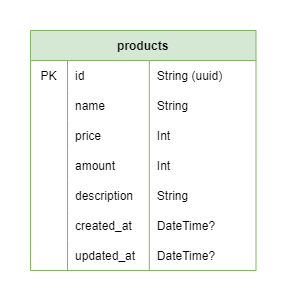 products
PK id String (uuid)
name String
price Int
amount Int
description String
created_at DateTime?
updated_at DateTime?